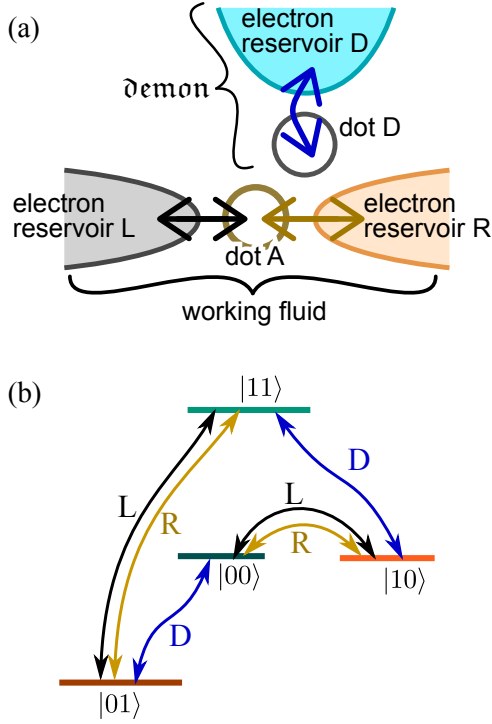 (a)
electron
reservoir D
𝔡𝔢𝔪𝔬𝔫
dot D
electron
reservoir L
electron
reservoir R
dot A
working fluid
(b)
|11⟩
D
L
L
R
R
|00⟩
|10⟩
D
|01⟩